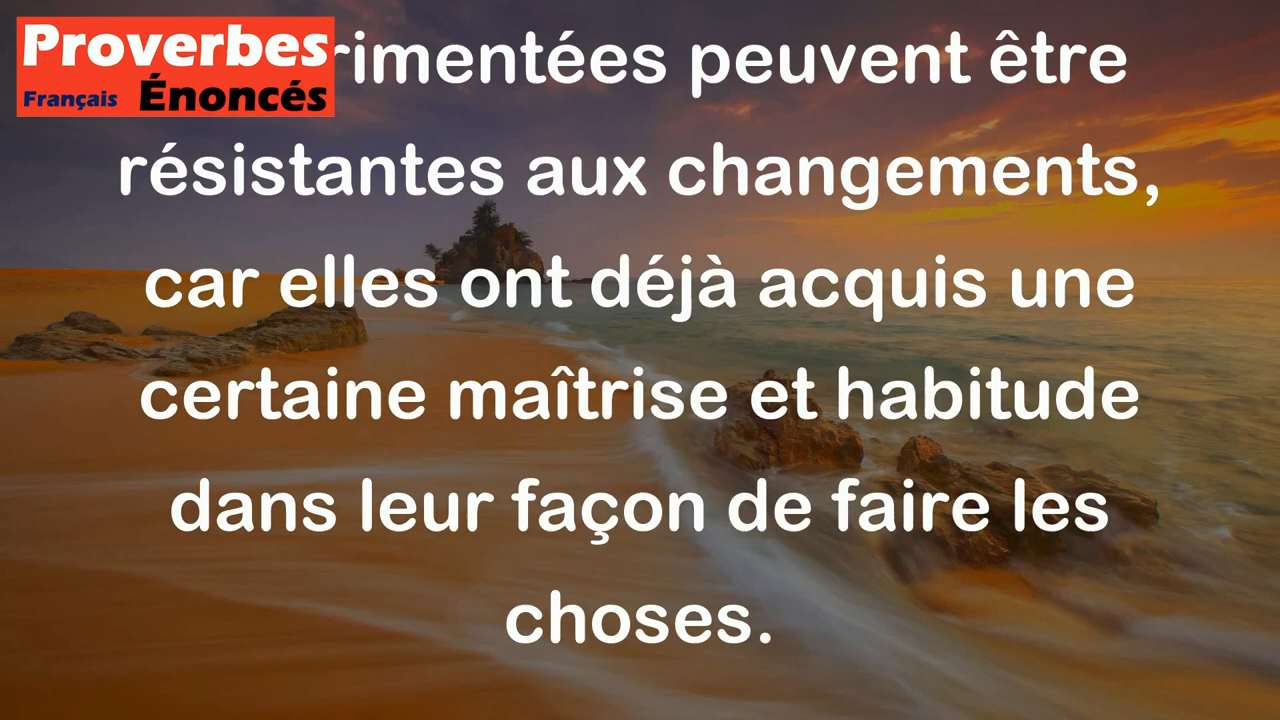 Proverbes
Français Énoncés
rimentées peuvent être
résistantes aux changements,
car elles ont déjà acquis une
certaine maîtrise et habitude
dans leur façon de faire les
choses.